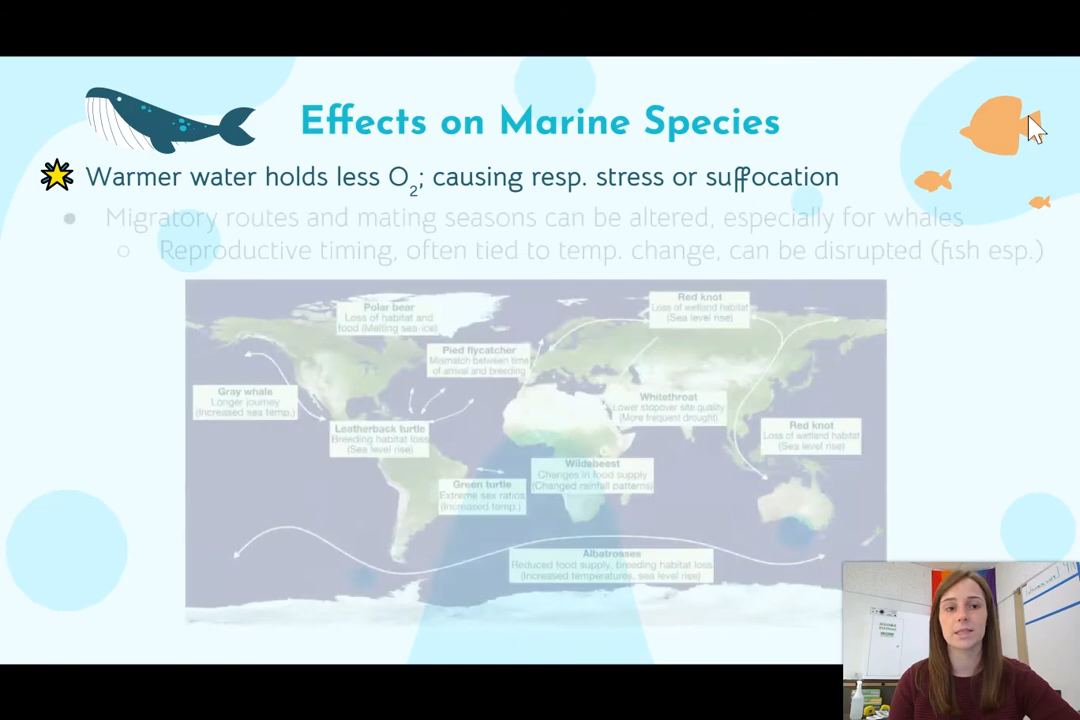 Effects on Marine Species
Warmer water holds less O2; causing resp. stress or suffocation
Migratory routes and mating seasons can be altered, especially for whales
Reproductive timing, often tied to temp. change, can be disrupted (fish esp.)
Polar bear
Loss of habitat and
food (Melting sea-ice)
Red knot
Loss of wetland habitat
(Sea level rise)
Pied flycatcher
Mismatch between time
of arrival and breeding
Gray whale
Longer journey
(Increased sea temp.)
Whitethroat
Lower stopover site quality
(More frequent drought)
Leatherback turtle
Breeding habitat loss
(Sea level rise)
Red knot
Loss of wetland habitat
(Sea level rise)
Wildebeest
Changes in food supply
(Changed rainfall patterns)
Green turtle
Extreme sex ratios
(Increased temp.)
Albatrosses
Reduced food supply, breeding habitat loss
(Increased temperatures, sea level rise)